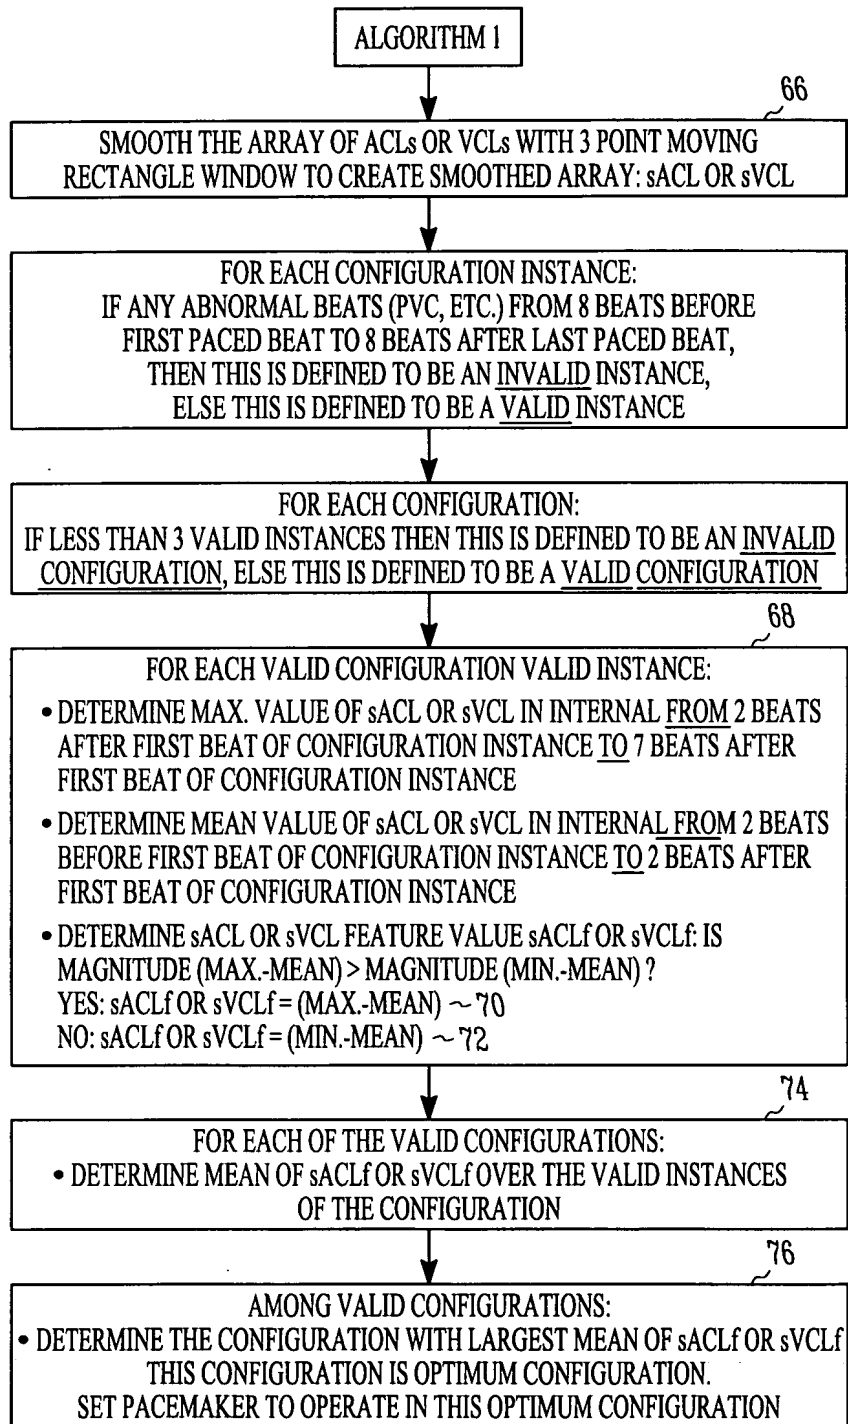 ALGORITHM 1
66
SMOOTH THE ARRAY OF ACLs OR VCLs WITH 3 POINT MOVING
RECTANGLE WINDOW TO CREATE SMOOTHED ARRAY: sACL OR sVCL
FOR EACH CONFIGURATION INSTANCE:
IF ANY ABNORMAL BEATS (PVC, ETC.) FROM 8 BEATS BEFORE
FIRST PACED BEAT TO 8 BEATS AFTER LAST PACED BEAT,
THEN THIS IS DEFINED TO BE AN INVALID INSTANCE,
ELSE THIS IS DEFINED TO BE A VALID INSTANCE
FOR EACH CONFIGURATION:
IF LESS THAN 3 VALID INSTANCES THEN THIS IS DEFINED TO BE AN INVALID
CONFIGURATION, ELSE THIS IS DEFINED TO BE A VALID CONFIGURATION
68
FOR EACH VALID CONFIGURATION VALID INSTANCE:
• DETERMINE MAX. VALUE OF sACL OR sVCL IN INTERNAL FROM 2 BEATS
AFTER FIRST BEAT OF CONFIGURATION INSTANCE TO 7 BEATS AFTER
FIRST BEAT OF CONFIGURATION INSTANCE
• DETERMINE MEAN VALUE OF sACL OR sVCL IN INTERNAL FROM 2 BEATS
BEFORE FIRST BEAT OF CONFIGURATION INSTANCE TO 2 BEATS AFTER
FIRST BEAT OF CONFIGURATION INSTANCE
• DETERMINE sACL OR sVCL FEATURE VALUE sACLf OR sVCLf: IS
MAGNITUDE (MAX.-MEAN) > MAGNITUDE (MIN.-MEAN) ?
YES: sACLf OR sVCLf = (MAX.-MEAN) ~70
NO: sACLf OR sVCLf = (MIN.-MEAN) ~72
74
FOR EACH OF THE VALID CONFIGURATIONS:
• DETERMINE MEAN OF sACLf OR sVCLf OVER THE VALID INSTANCES
OF THE CONFIGURATION
76
AMONG VALID CONFIGURATIONS:
• DETERMINE THE CONFIGURATION WITH LARGEST MEAN OF sACLf OR sVCLf
THIS CONFIGURATION IS OPTIMUM CONFIGURATION.
SET PACEMAKER TO OPERATE IN THIS OPTIMUM CONFIGURATION